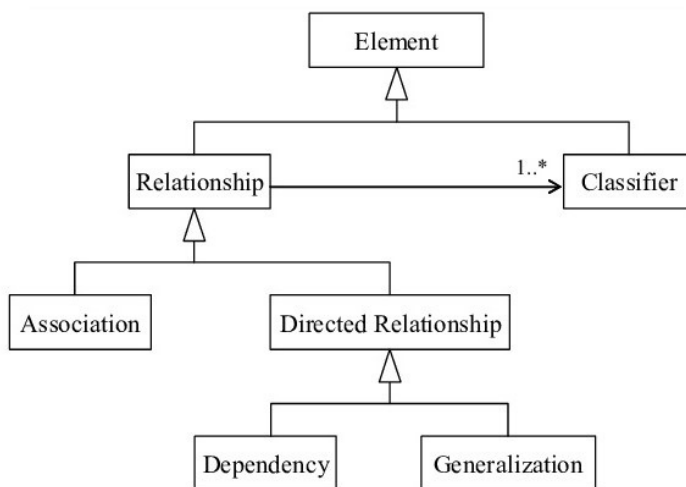 Element
1..*
Relationship
Classifier
Association
Directed Relationship
Dependency
Generalization